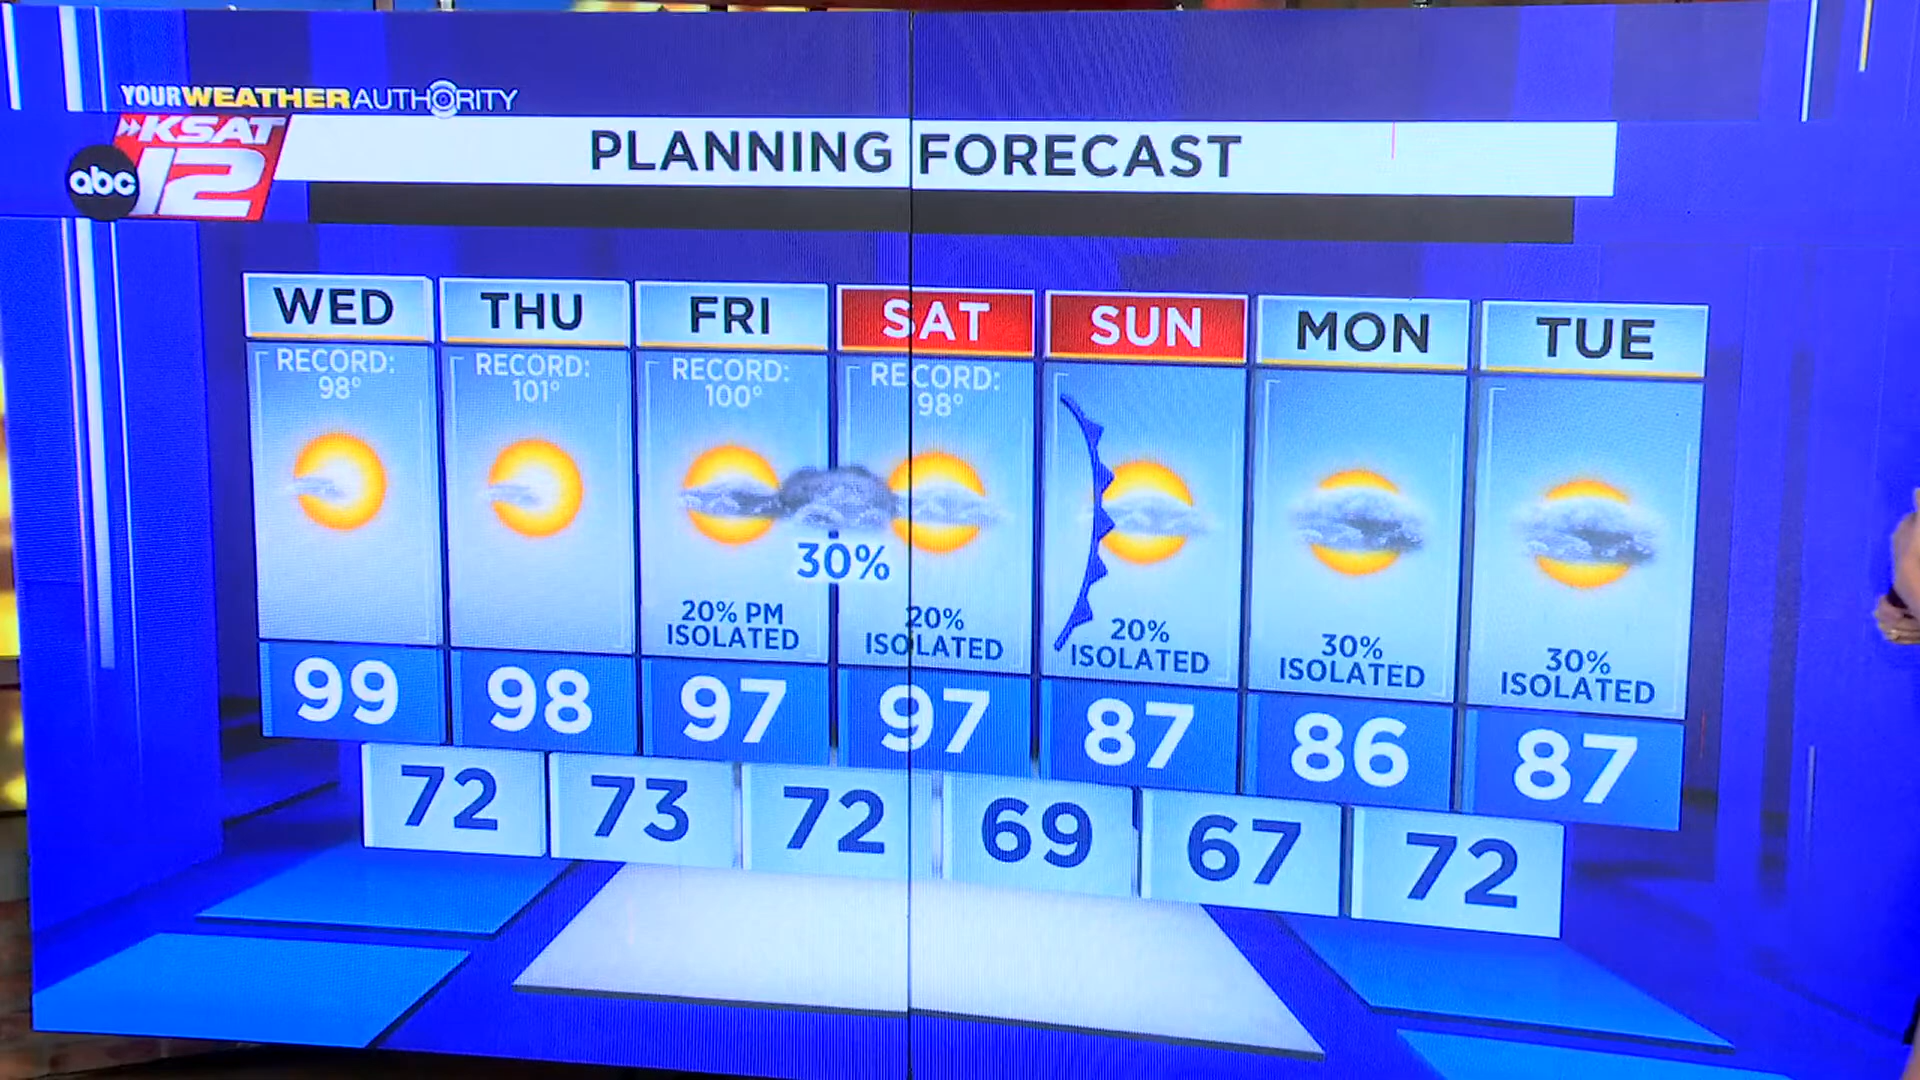 YOURWEATHERAUTHORITY
KSAT
abc 12
PLANNING FORECAST
WED THU FRI SAT SUN MON TUE
RECORD: RECORD: RECORD: RECORD:
98° 101° 100° 98°
30%
20% PM 20% 20% 30% 30%
ISOLATED ISOLATED ISOLATED ISOLATED ISOLATED
99 98 97 97 87 86 87
72 73 72 69 67 72